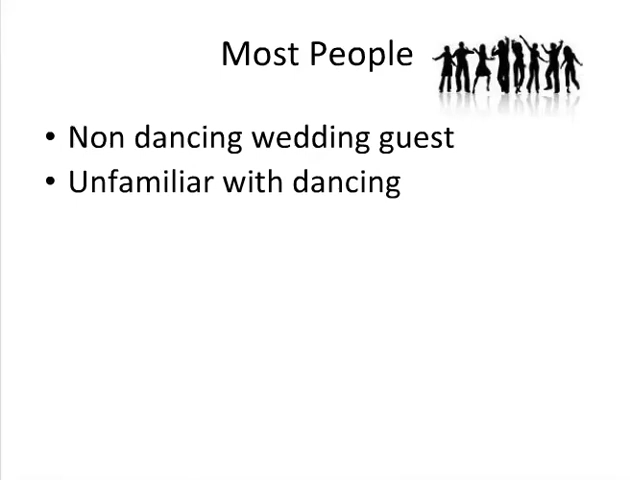 Most People
• Non dancing wedding guest
• Unfamiliar with dancing